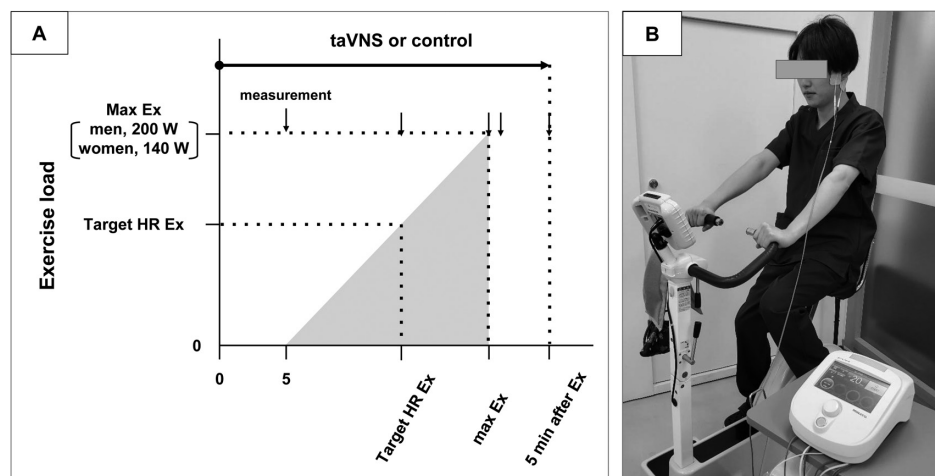 A
taVNS or control
measurement
Max Ex
men, 200 W
women, 140 W
Target HR Ex
Exercise load
0
0
5
Target HR Ex
max Ex
5 min after Ex
B
20